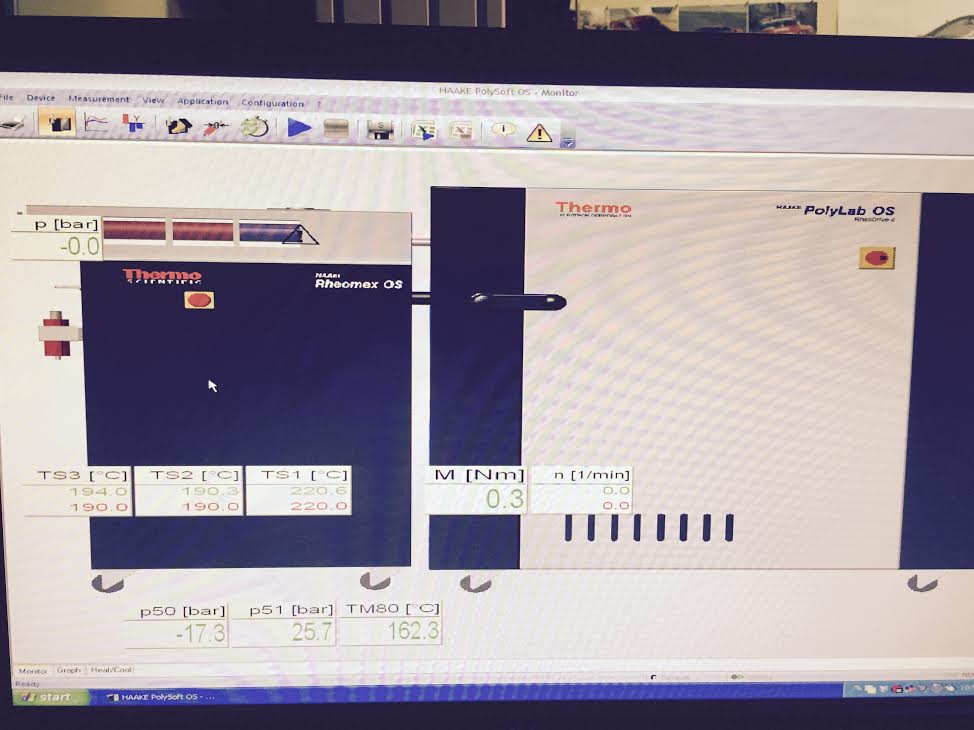 HAAKE PolySoft OS - Monitor
File Device Measurement View Application Configuration ?
p [bar]
-0.0
Thermo
SCIENTIFIC
HAAKE
Rheomex OS
Thermo
ELECTRON CORPORATION
HAAKE PolyLab OS
RheoDrive 4
TS3 [°C] TS2 [°C] TS1 [°C]
194.0 190.3 220.6
190.0 190.0 220.0
M [Nm] n [1/min]
0.3 0.0
0.0
p50 [bar] p51 [bar] TM80 [°C]
-17.3 25.7 162.3
Monitor Graph Heat/Cool
Ready
start HAAKE PolySoft OS - ...